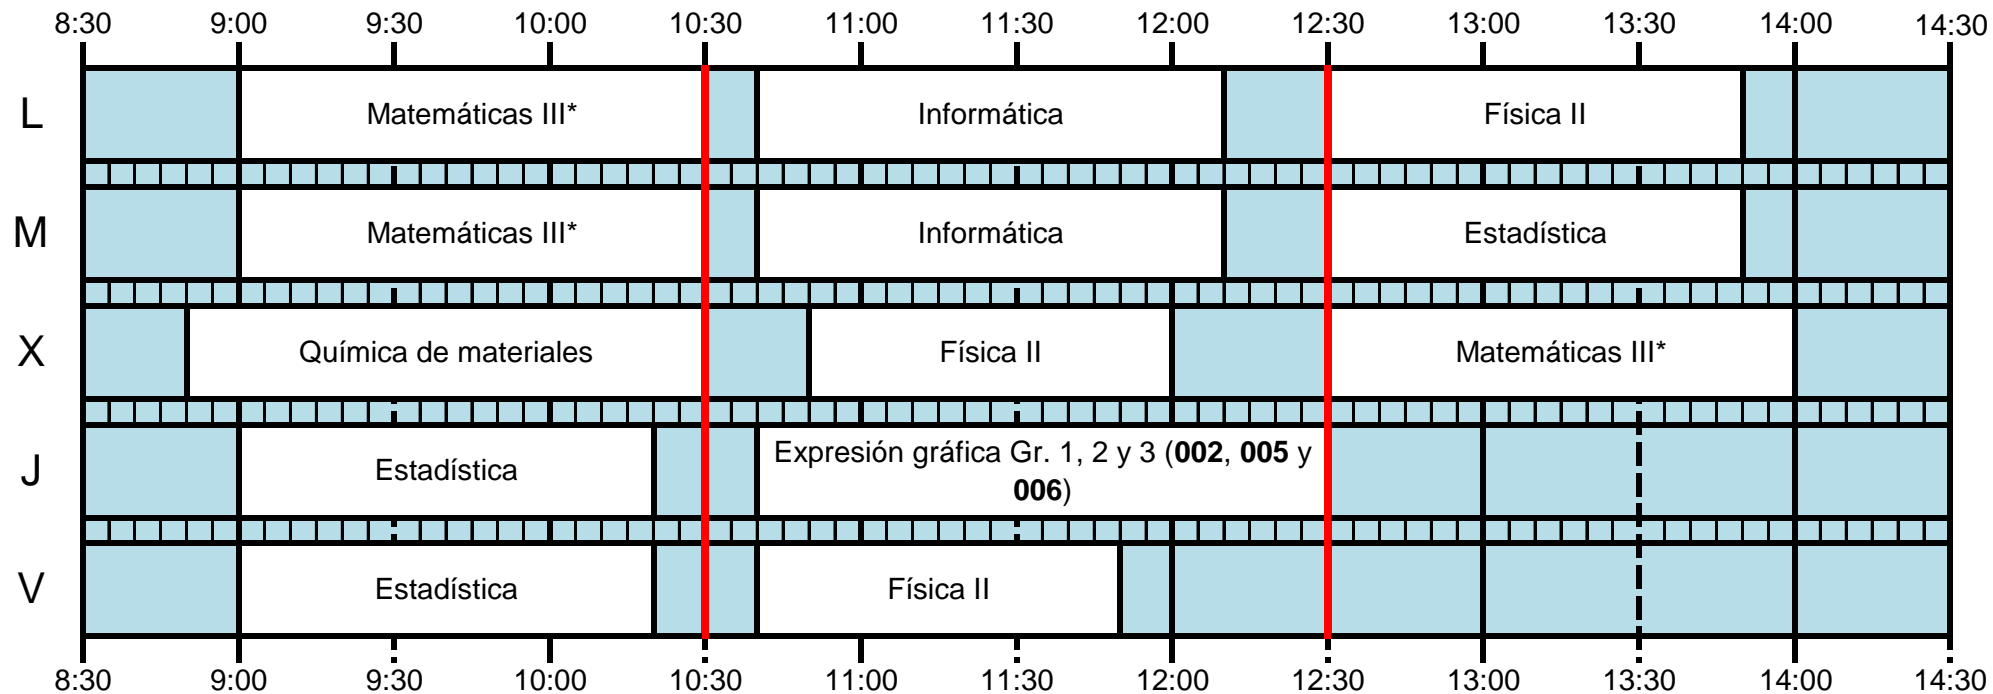 8:30 9:00 9:30 10:00 10:30 11:00 11:30 12:00 12:30 13:00 13:30 14:00 14:30
L Matemáticas III* Informática Física II
M Matemáticas III* Informática Estadística
X Química de materiales Física II Matemáticas III*
J Estadística Expresión gráfica Gr. 1, 2 y 3 (002, 005 y
006)
V Estadística Física II
8:30 9:00 9:30 10:00 10:30 11:00 11:30 12:00 12:30 13:00 13:30 14:00 14:30